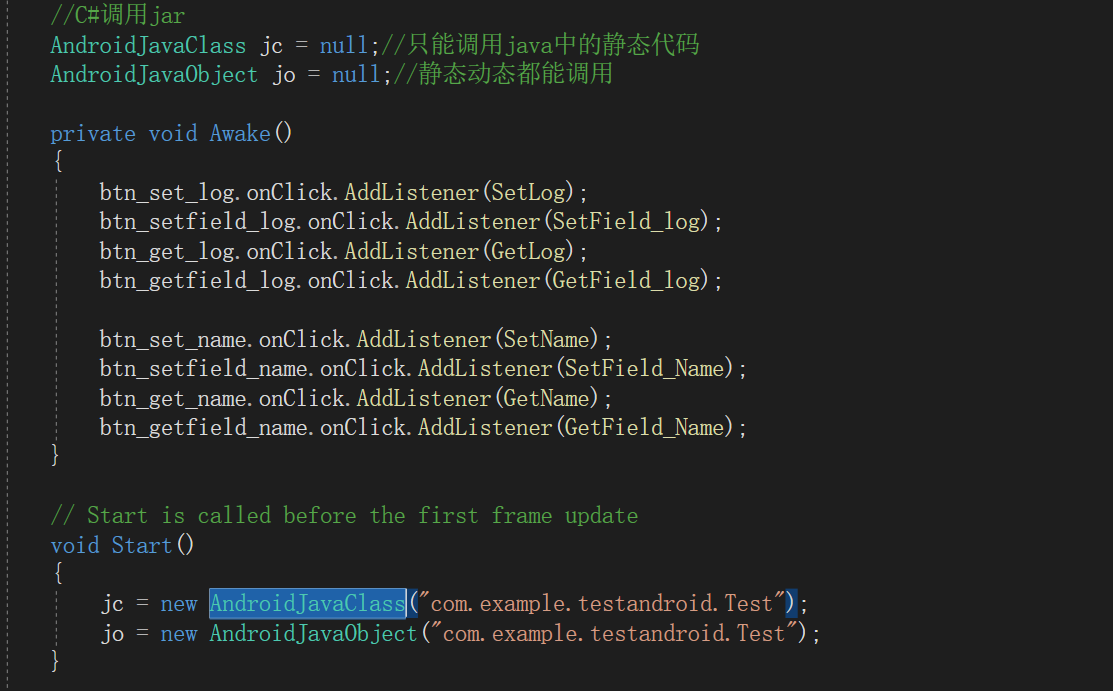 //C#调用jar
AndroidJavaClass jc = null;//只能调用java中的静态代码
AndroidJavaObject jo = null;//静态动态都能调用
private void Awake()
{
btn_set_log.onClick.AddListener(SetLog);
btn_setfield_log.onClick.AddListener(SetField_log);
btn_get_log.onClick.AddListener(GetLog);
btn_getfield_log.onClick.AddListener(GetField_log);
btn_set_name.onClick.AddListener(SetName);
btn_setfield_name.onClick.AddListener(SetField_Name);
btn_get_name.onClick.AddListener(GetName);
btn_getfield_name.onClick.AddListener(GetField_Name);
}
// Start is called before the first frame update
void Start()
{
jc = new AndroidJavaClass("com.example.testandroid.Test");
jo = new AndroidJavaObject("com.example.testandroid.Test");
}